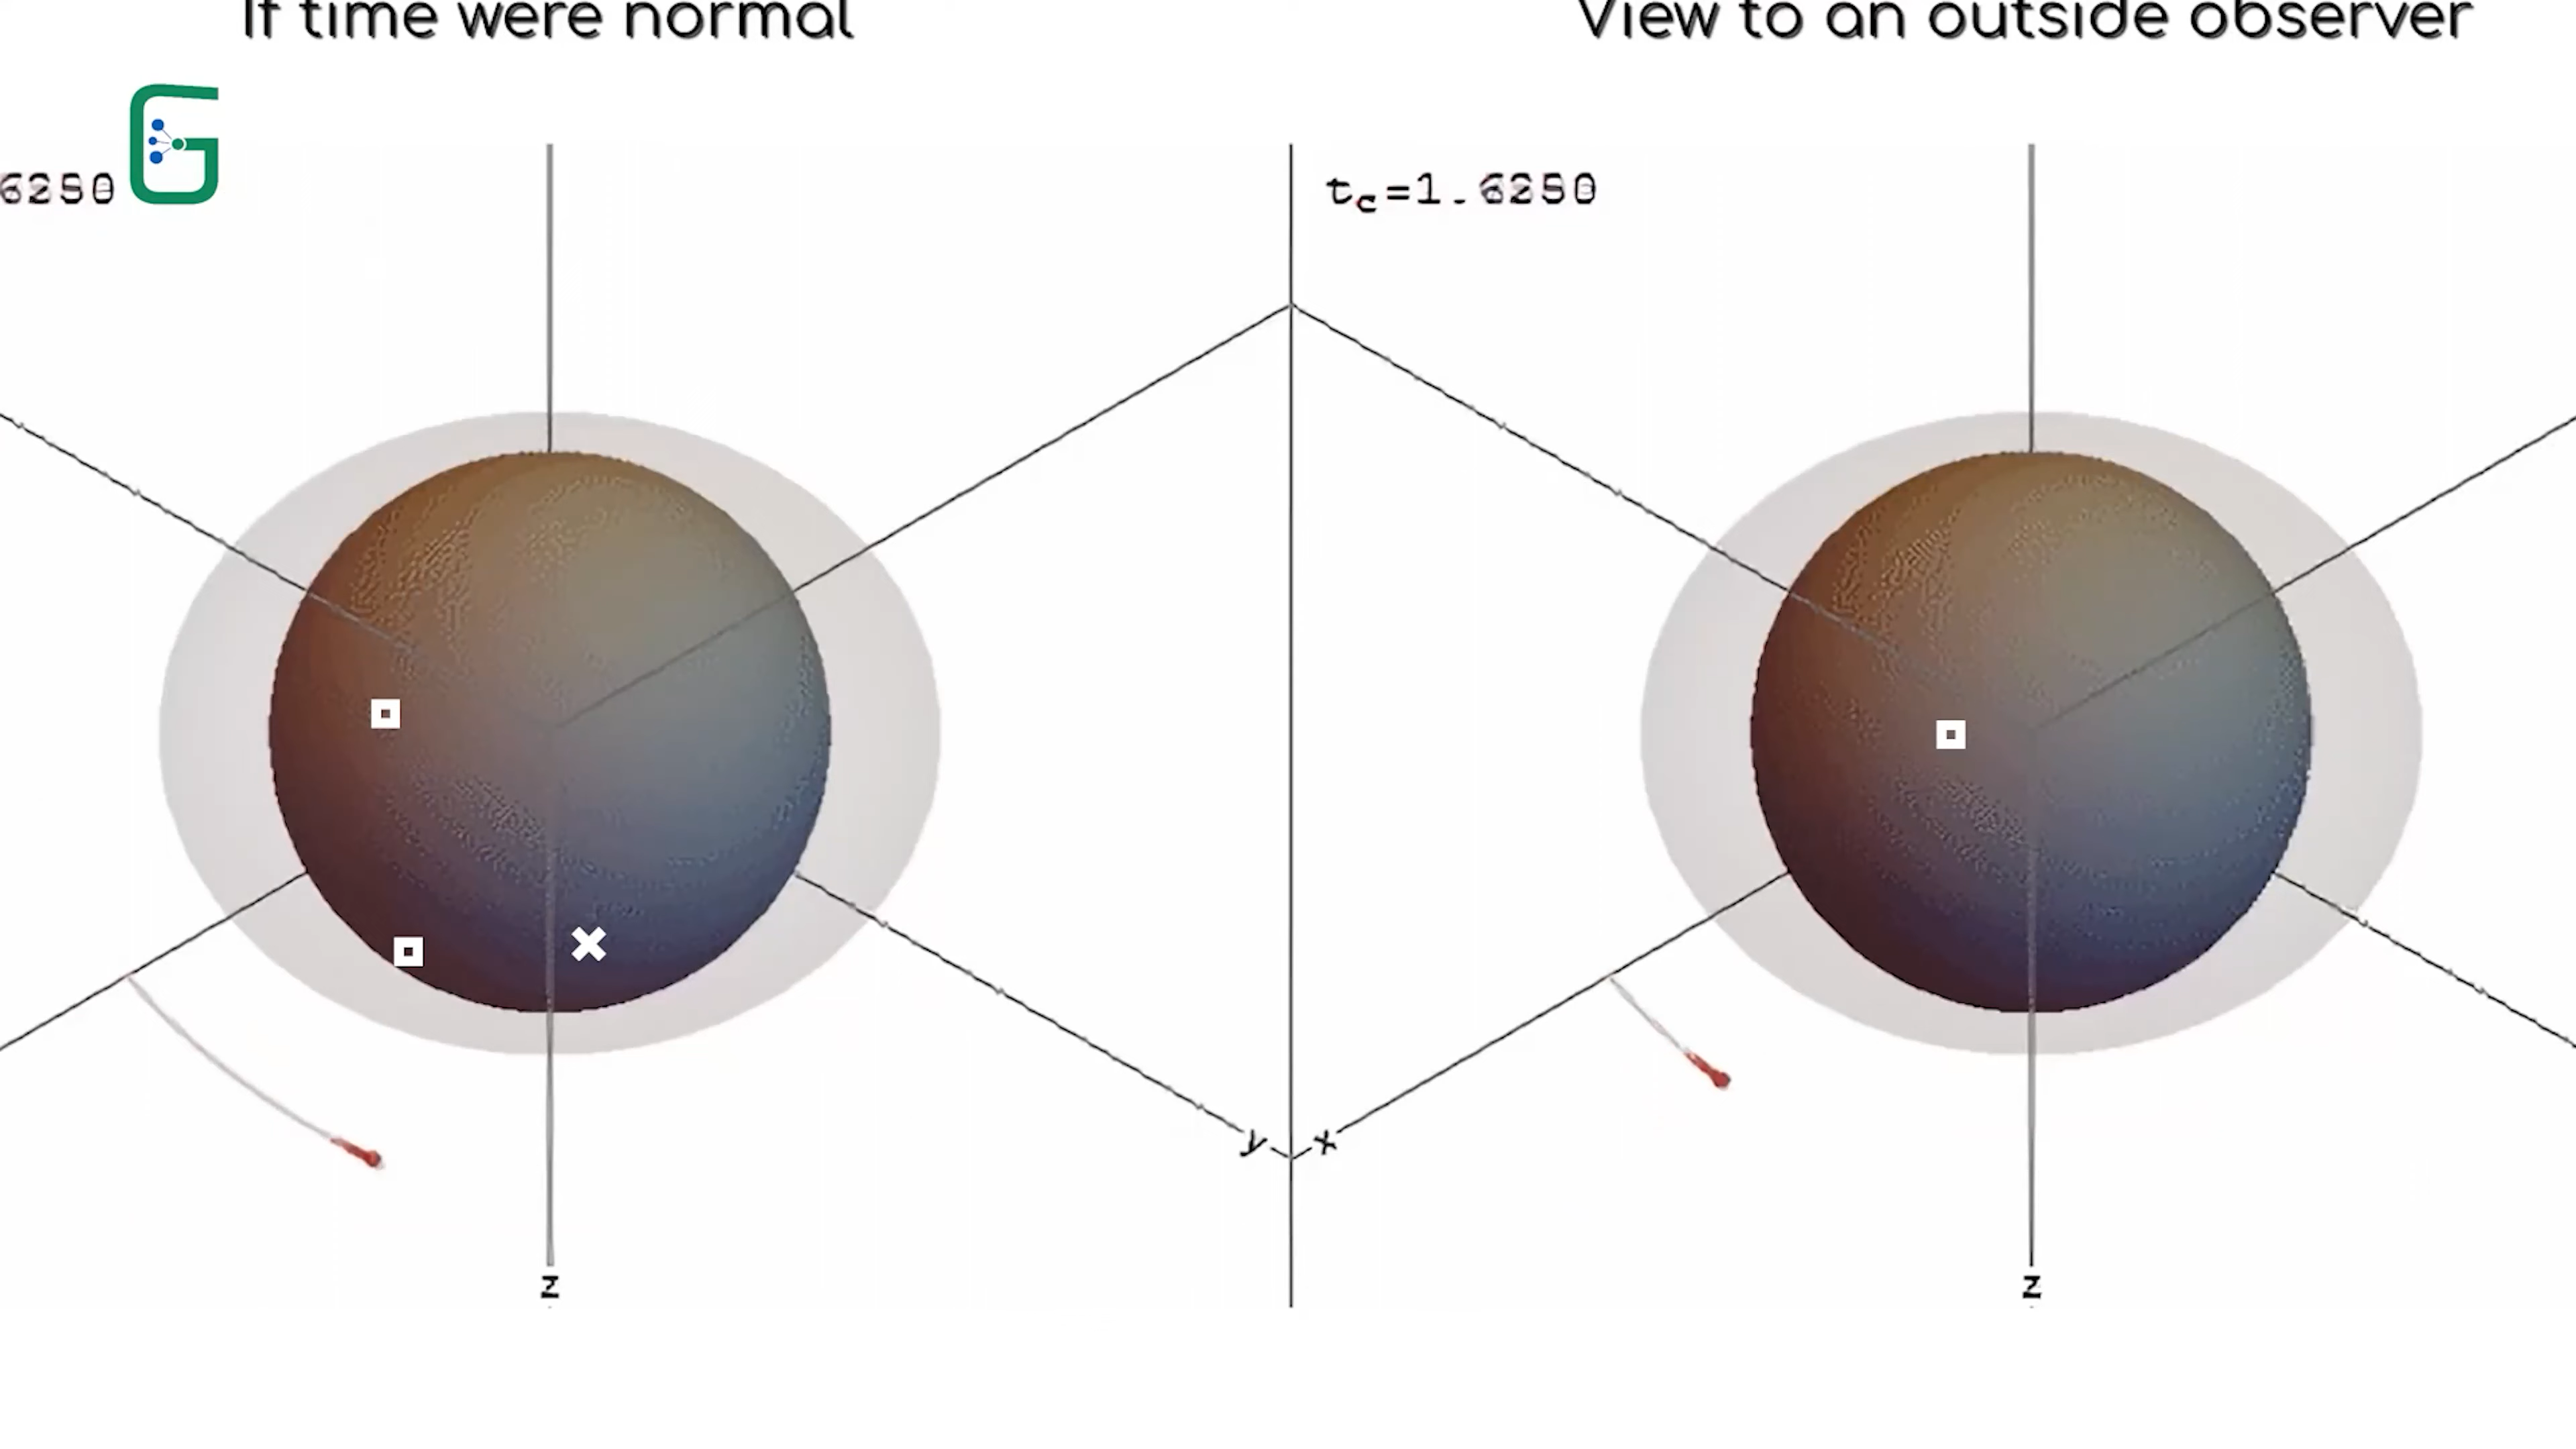 If time were normal
View to an outside observer
6250
G
tc=1.6250
y
x
z
z